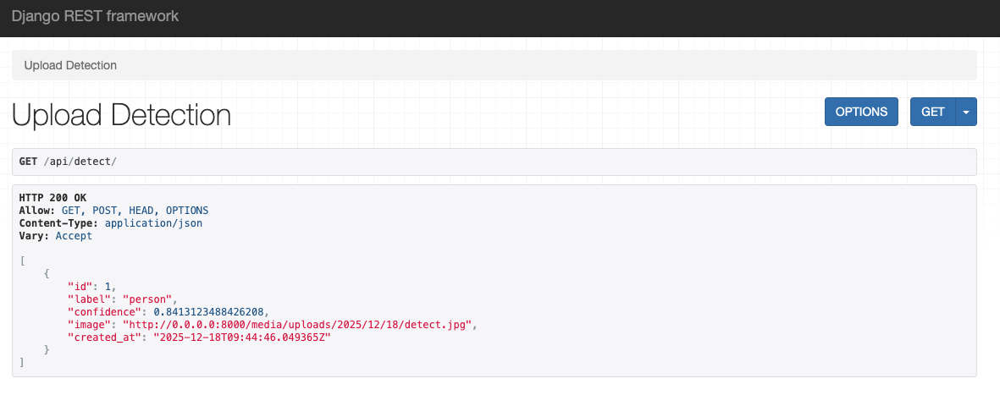 Django REST framework
Upload Detection
Upload Detection
OPTIONS
GET
GET /api/detect/
HTTP 200 OK
Allow: GET, POST, HEAD, OPTIONS
Content-Type: application/json
Vary: Accept
[
    {
        "id": 1,
        "label": "person",
        "confidence": 0.8413123488426208,
        "image": "http://0.0.0.0:8000/media/uploads/2025/12/18/detect.jpg",
        "created_at": "2025-12-18T09:44:46.049365Z"
    }
]